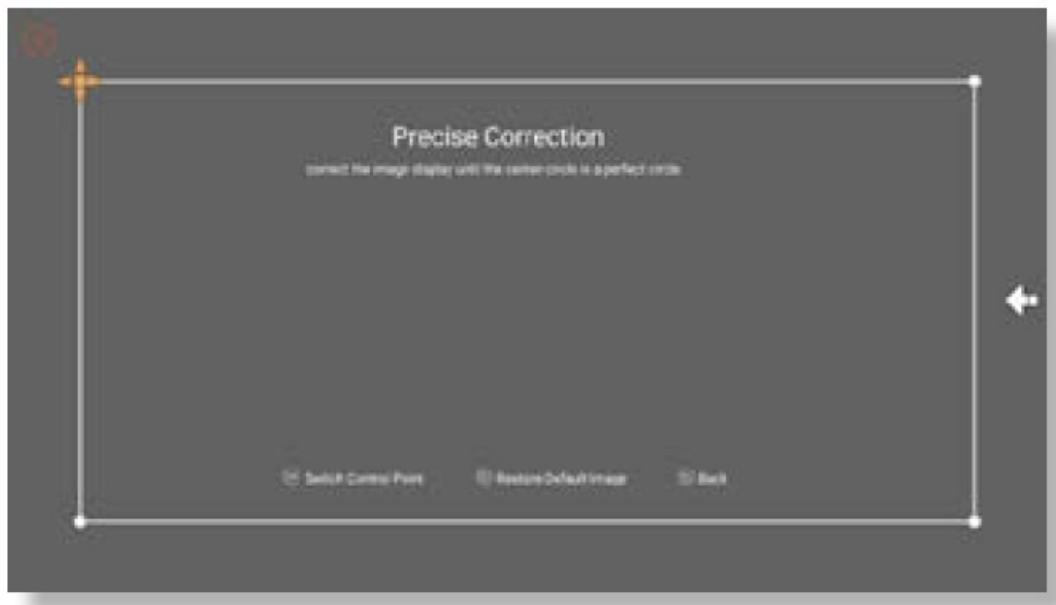 Precise Correction
correct the image display until the center circle is a perfect circle
Switch Control Point
Restore Default Image
Back